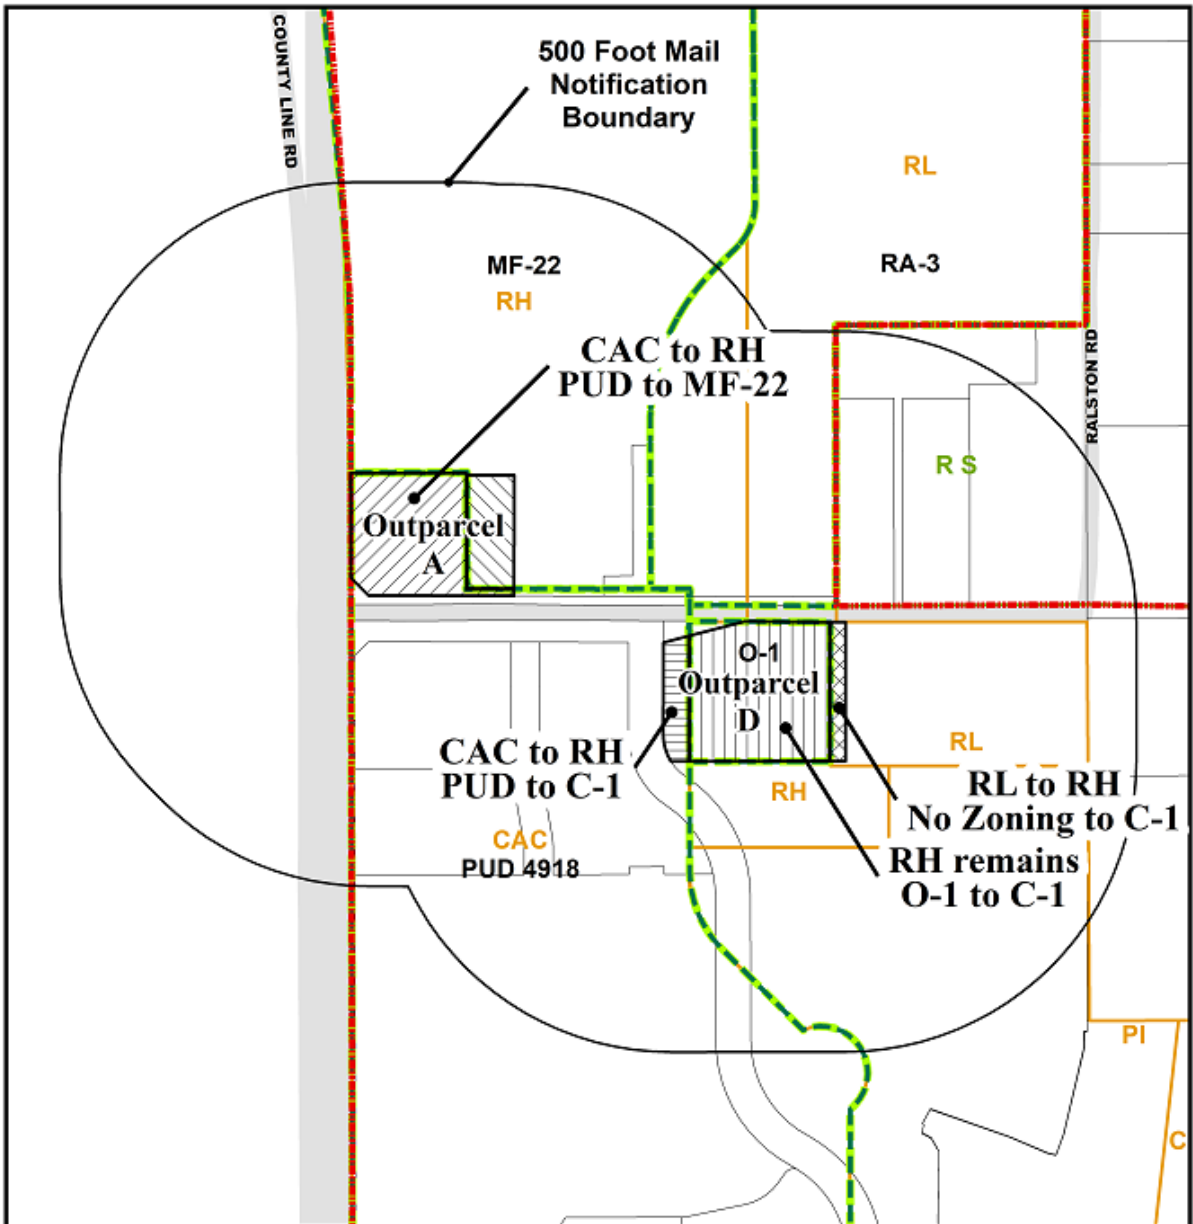 COUNTY LINE RD
500 Foot Mail
Notification
Boundary
RL
MF-22
RH
RA-3
CAC to RH
PUD to MF-22
RALSTON RD
R S
Outparcel
A
O-1
Outparcel
D
CAC to RH
PUD to C-1
RL
RH
RL to RH
No Zoning to C-1
CAC
PUD 4918
RH remains
O-1 to C-1
PI
C